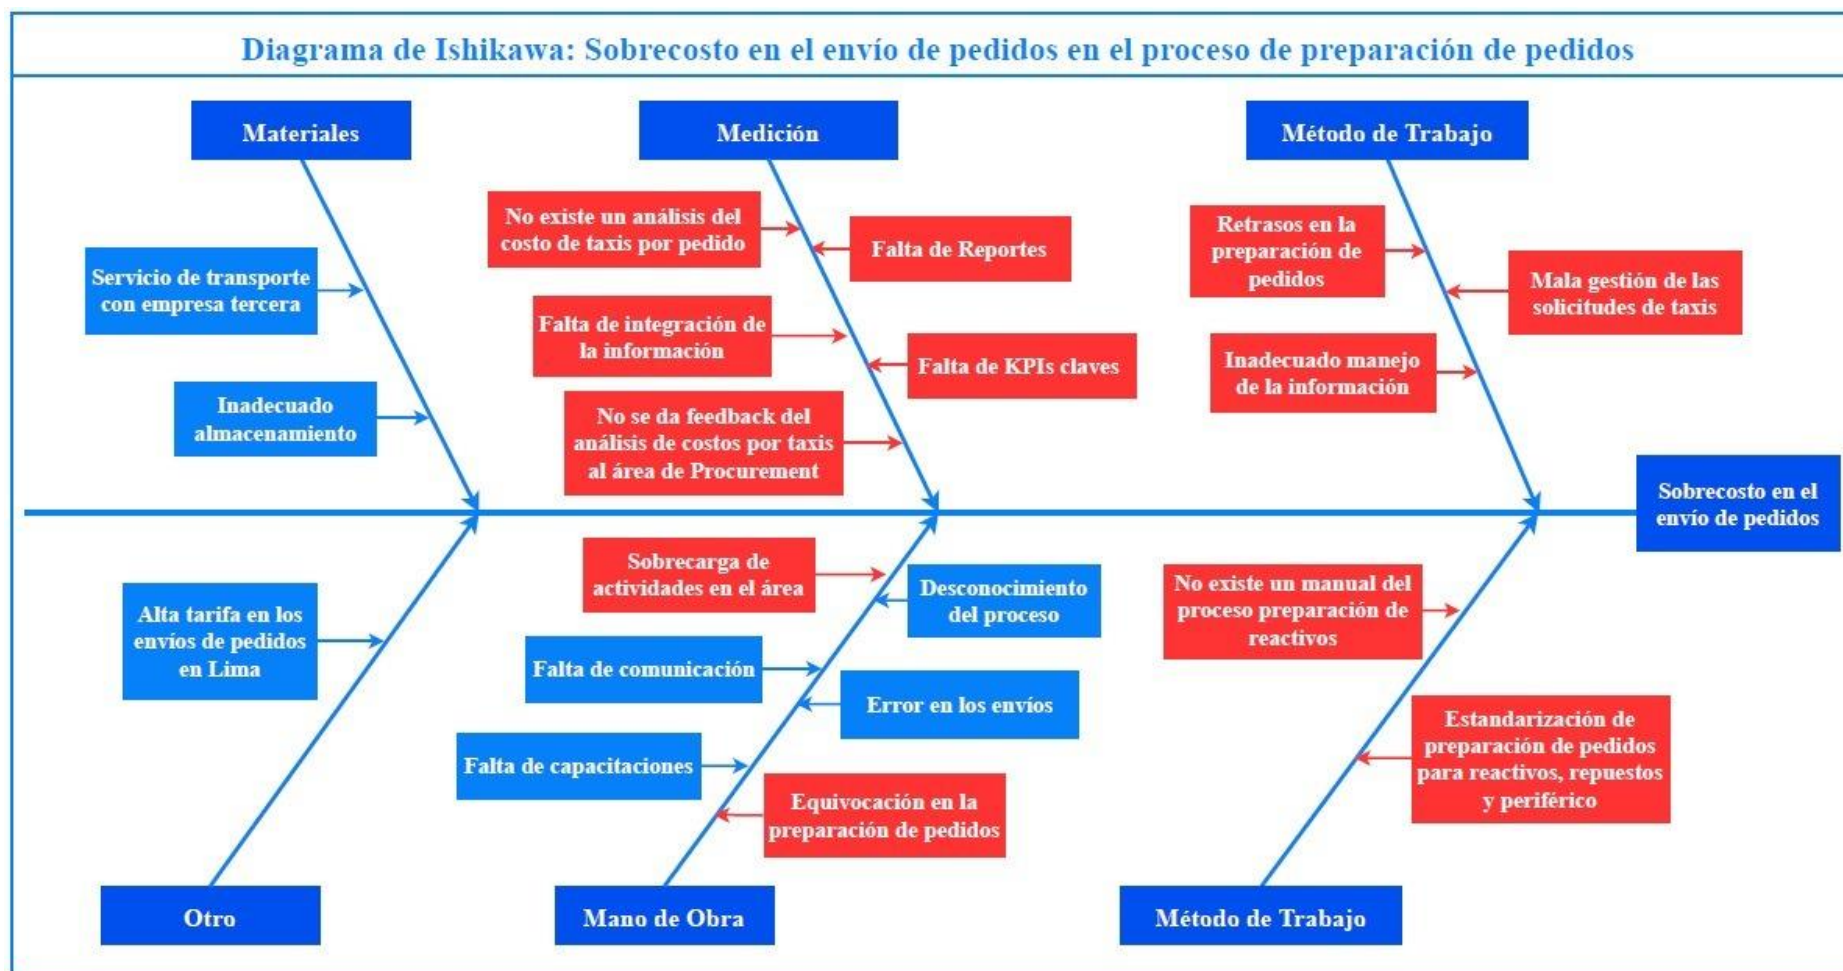 Diagrama de Ishikawa: Sobrecosto en el envío de pedidos en el proceso de preparación de pedidos
Materiales
Medición
Método de Trabajo
Servicio de transporte
con empresa tercera
Inadecuado
almacenamiento
No existe un análisis del
costo de taxis por pedido
Falta de Reportes
Falta de integración de
la información
Falta de KPIs claves
No se da feedback del
análisis de costos por taxis
al área de Procurement
Retrasos en la
preparación de
pedidos
Mala gestión de las
solicitudes de taxis
Inadecuado manejo
de la información
Sobrecosto en el
envío de pedidos
Alta tarifa en los
envíos de pedidos
en Lima
Sobrecarga de
actividades en el área
Desconocimiento
del proceso
Falta de comunicación
Error en los envíos
Falta de capacitaciones
Equivocación en la
preparación de pedidos
No existe un manual del
proceso preparación de
reactivos
Estandarización de
preparación de pedidos
para reactivos, repuestos
y periférico
Otro
Mano de Obra
Método de Trabajo